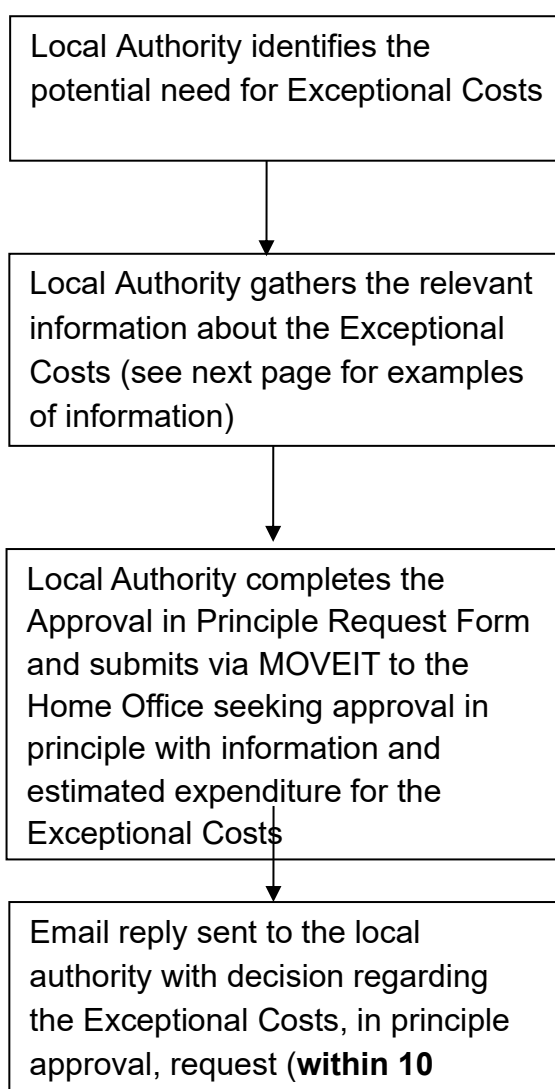 Local Authority identifies the
potential need for Exceptional Costs
Local Authority gathers the relevant
information about the Exceptional
Costs (see next page for examples
of information)
Local Authority completes the
Approval in Principle Request Form
and submits via MOVEIT to the
Home Office seeking approval in
principle with information and
estimated expenditure for the
Exceptional Costs
Email reply sent to the local
authority with decision regarding
the Exceptional Costs, in principle
approval, request (within 10